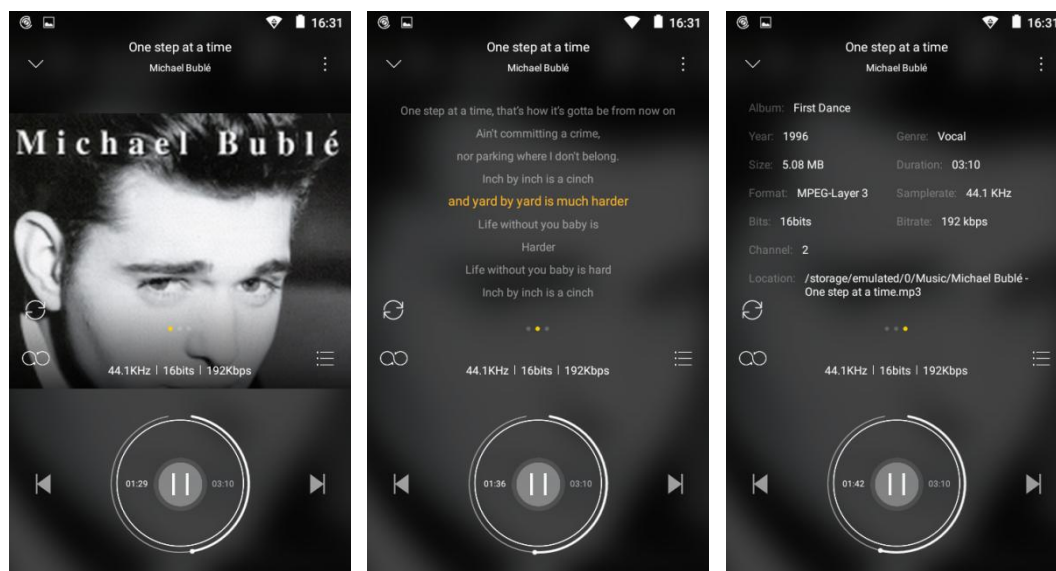 16:31
One step at a time
Michael Bublé
Michael Bublé
44.1KHz | 16bits | 192Kbps
01:29
03:10
16:31
One step at a time
Michael Bublé
One step at a time, that's how it's gotta be from now on
Ain't committing a crime,
nor parking where I don't belong.
Inch by inch is a cinch
and yard by yard is much harder
Life without you baby is
Harder
Life without you baby is hard
Inch by inch is a cinch
44.1KHz | 16bits | 192Kbps
01:36
03:10
16:31
One step at a time
Michael Bublé
Album: First Dance
Year: 1996 Genre: Vocal
Size: 5.08 MB Duration: 03:10
Format: MPEG-Layer 3 Samplerate: 44.1 KHz
Bits: 16bits Bitrate: 192 kbps
Channel: 2
Location: /storage/emulated/0/Music/Michael Bublé -
One step at a time.mp3
44.1KHz | 16bits | 192Kbps
01:42
03:10